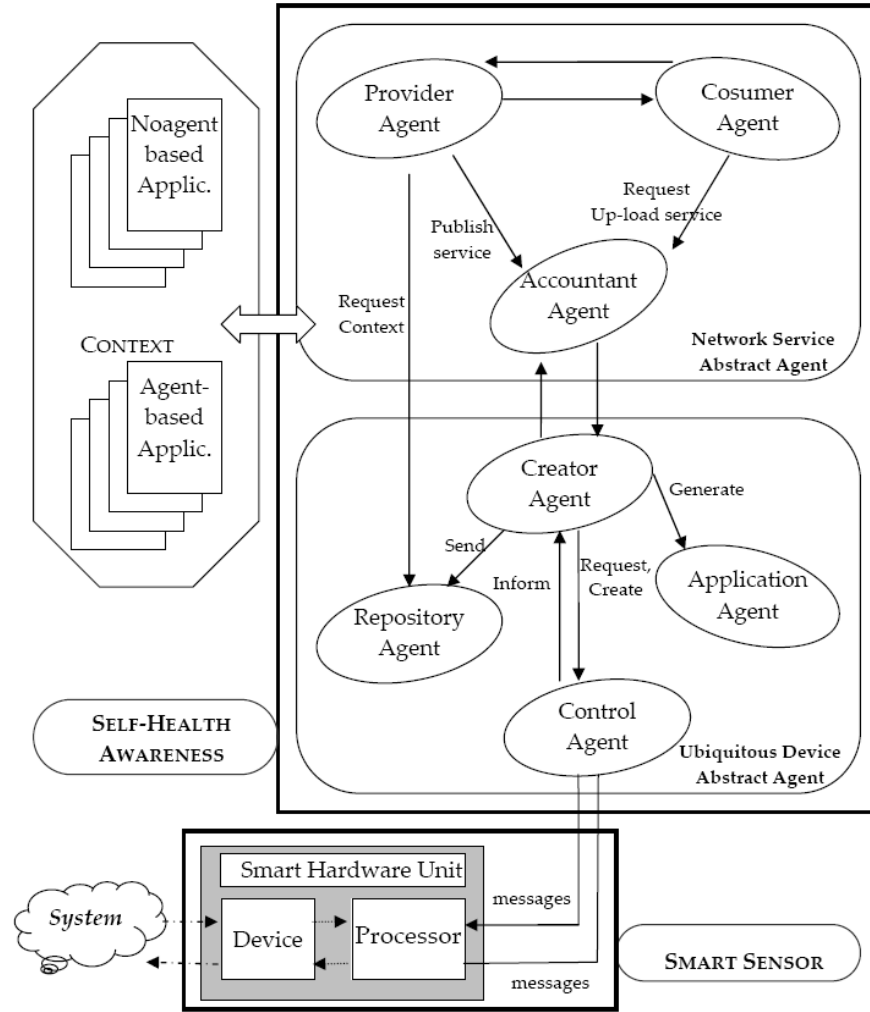 Noagent
based
Applic.
CONTEXT
Agent-
based
Applic.
Provider
Agent
Cosumer
Agent
Request
Up-load service
Publish
service
Accountant
Agent
Request
Context
Network Service
Abstract Agent
Creator
Agent
Generate
Send
Inform
Request,
Create
Application
Agent
Repository
Agent
Control
Agent
Ubiquitous Device
Abstract Agent
SELF-HEALTH
AWARENESS
Smart Hardware Unit
System
Device
Processor
messages
messages
SMART SENSOR